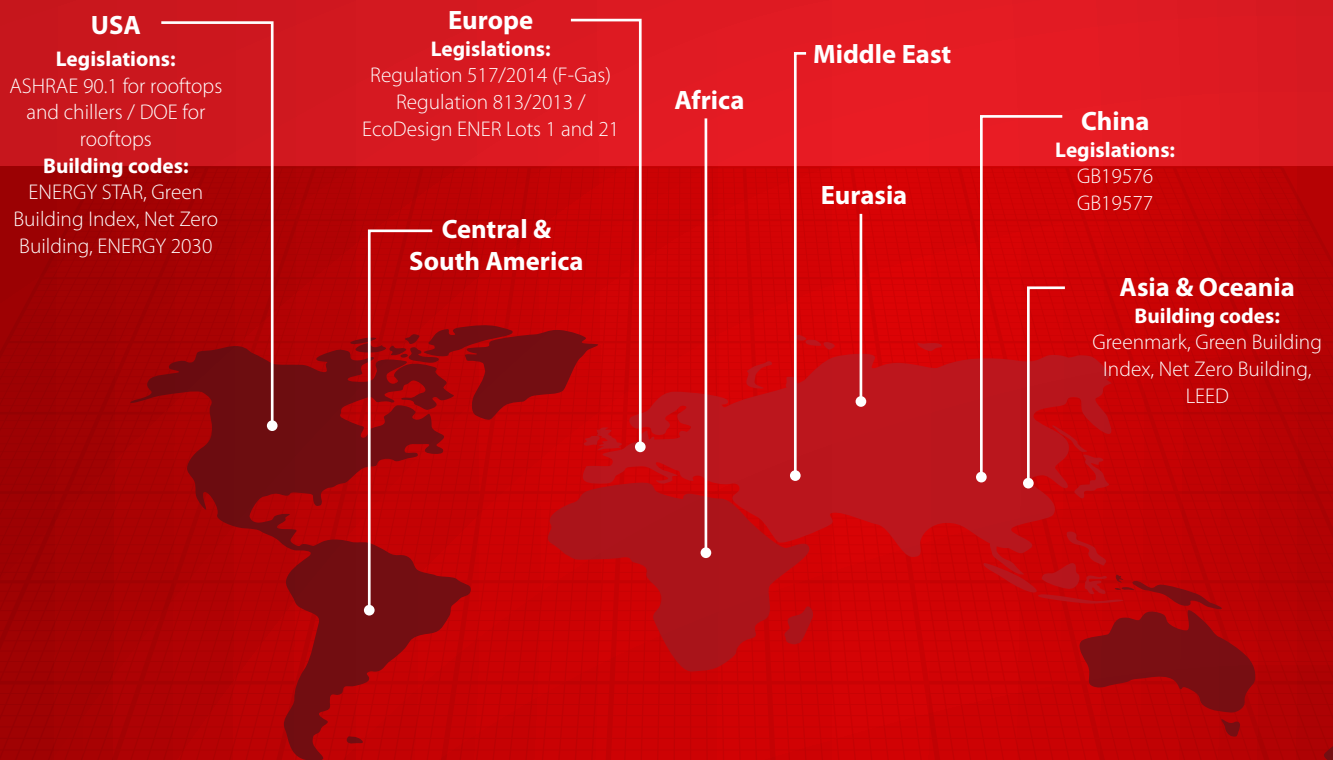 USA
Legislations:
ASHRAE 90.1 for rooftops
and chillers / DOE for
rooftops
Building codes:
ENERGY STAR, Green
Building Index, Net Zero
Building, ENERGY 2030
Europe
Legislations:
Regulation 517/2014 (F-Gas)
Regulation 813/2013 /
EcoDesign ENER Lots 1 and 21
Central &
South America
Africa
Middle East
Eurasia
China
Legislations:
GB19576
GB19577
Asia & Oceania
Building codes:
Greenmark, Green Building
Index, Net Zero Building,
LEED